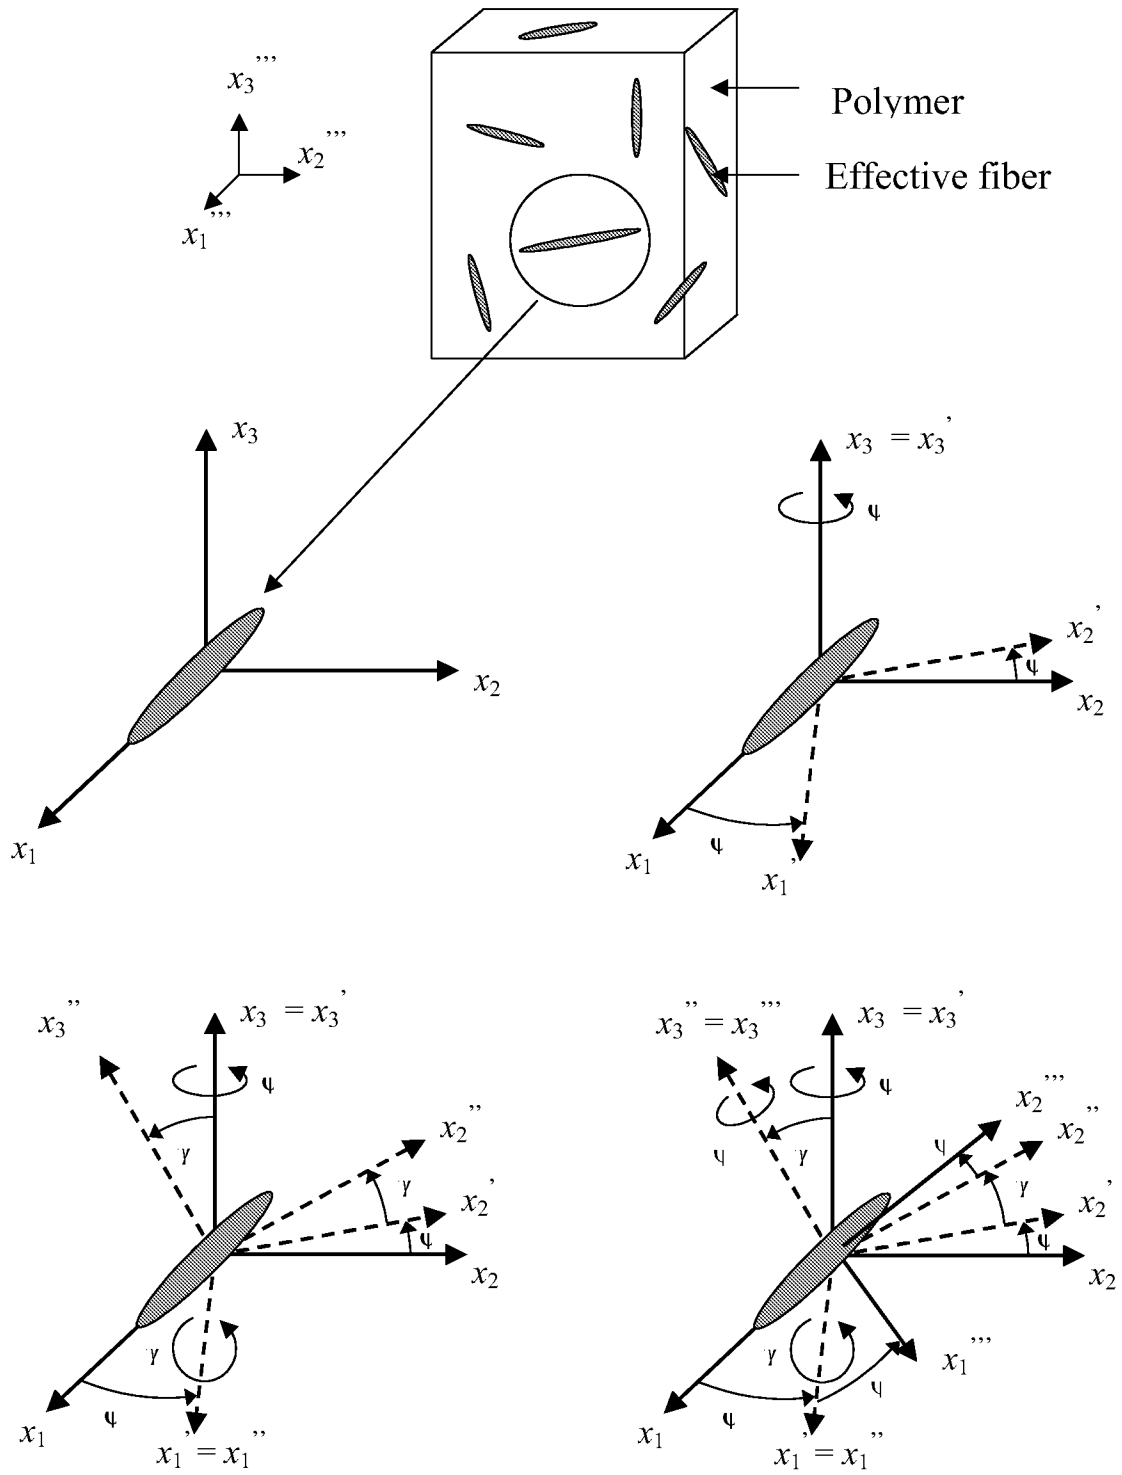 x3'''
x2'''
x1'''
Polymer
Effective fiber
x3
x2
x1
x3 = x3'
ψ
x2'
ψ
x2
x1
ψ
x1'
x3''
x3 = x3'
ψ
γ
x2''
γ
x2'
ψ
x2
γ
x1
ψ
x1' = x1''
x3'' = x3'''
x3 = x3'
ψ
γ
x2'''
x2''
γ
x2'
ψ
x2
γ
x1'''
x1
ψ
x1' = x1''